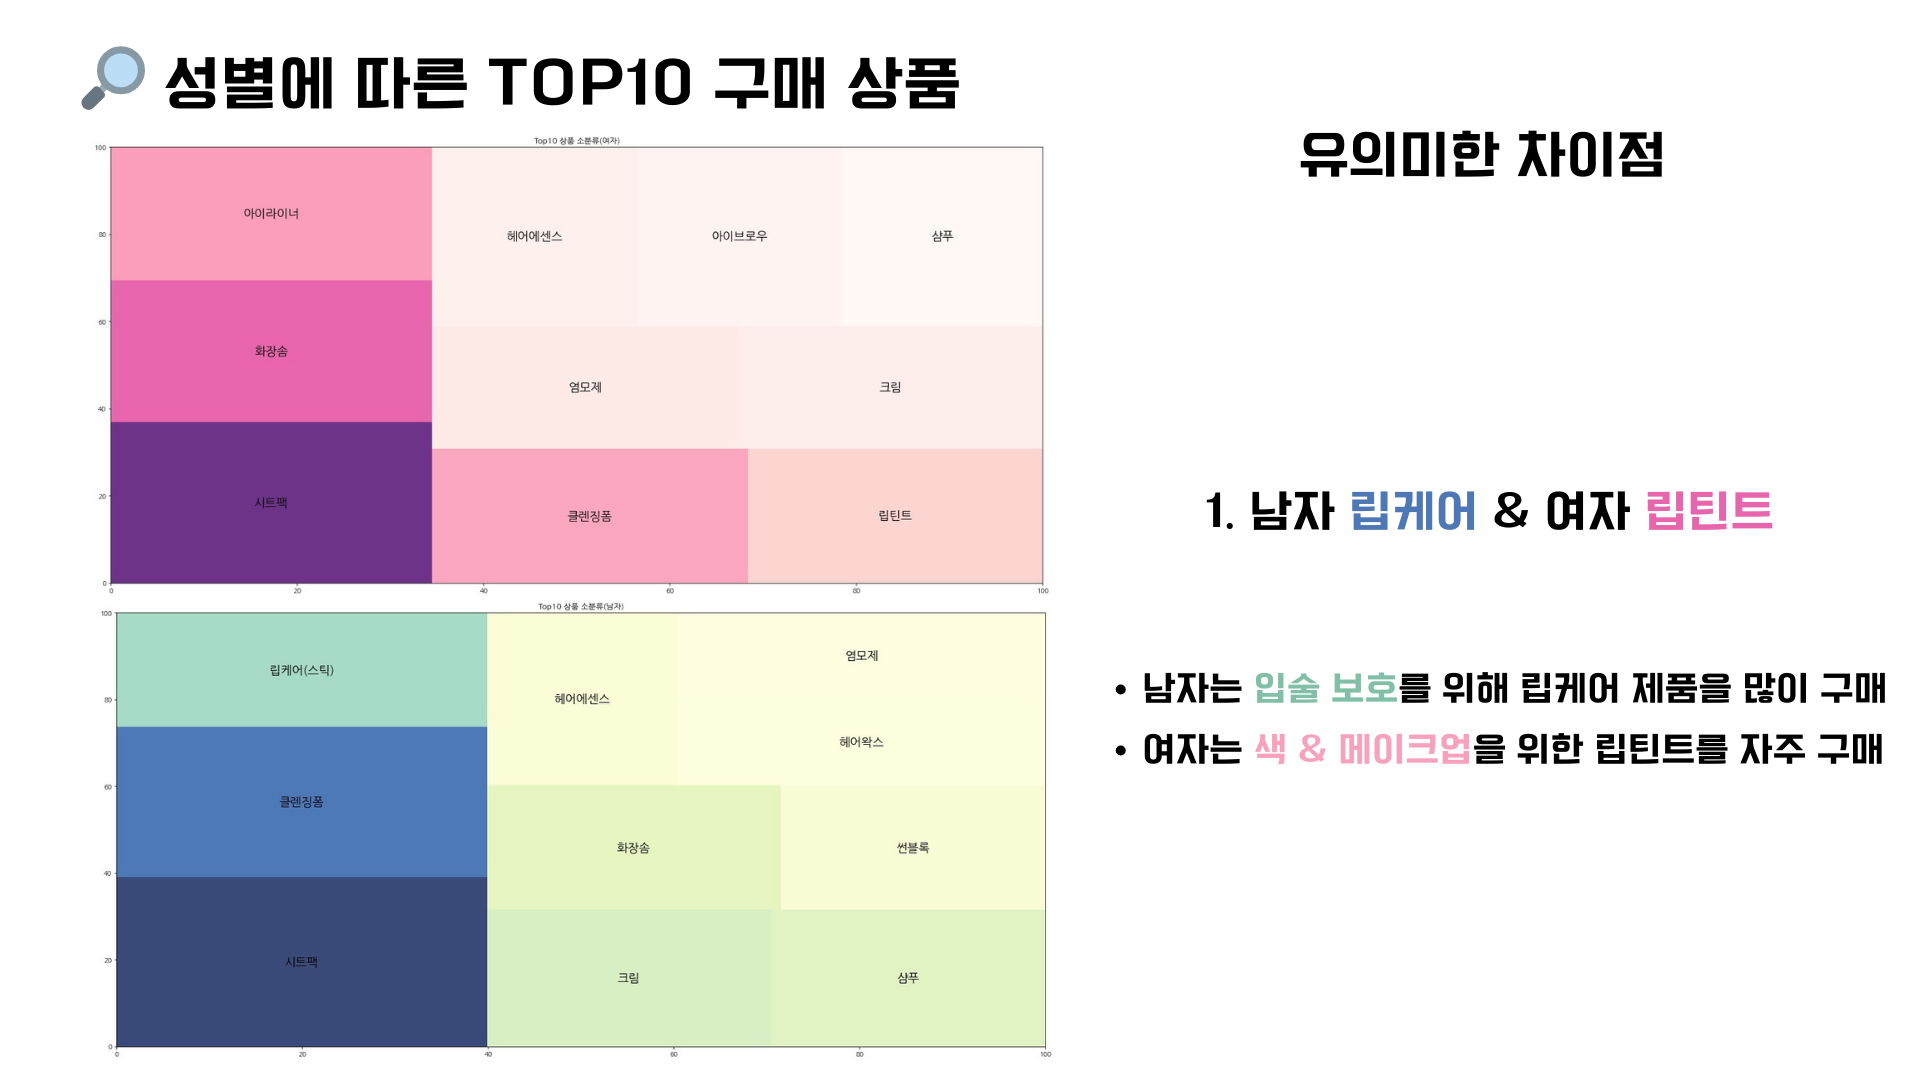 성별에 따른 TOP10 구매 상품
Top10 상품 소분류(여자)
100
80
60
40
20
0
아이라이너
헤어에센스
아이브로우
샴푸
화장솜
염모제
크림
시트팩
클렌징폼
립틴트
0 20 40 60 80 100
Top10 상품 소분류(남자)
100
80
60
40
20
0
립케어(스틱)
헤어에센스
염모제
헤어왁스
클렌징폼
화장솜
썬블록
시트팩
크림
샴푸
0 20 40 60 80 100
유의미한 차이점
1. 남자 립케어 & 여자 립틴트
• 남자는 입술 보호를 위해 립케어 제품을 많이 구매
• 여자는 색 & 메이크업을 위한 립틴트를 자주 구매